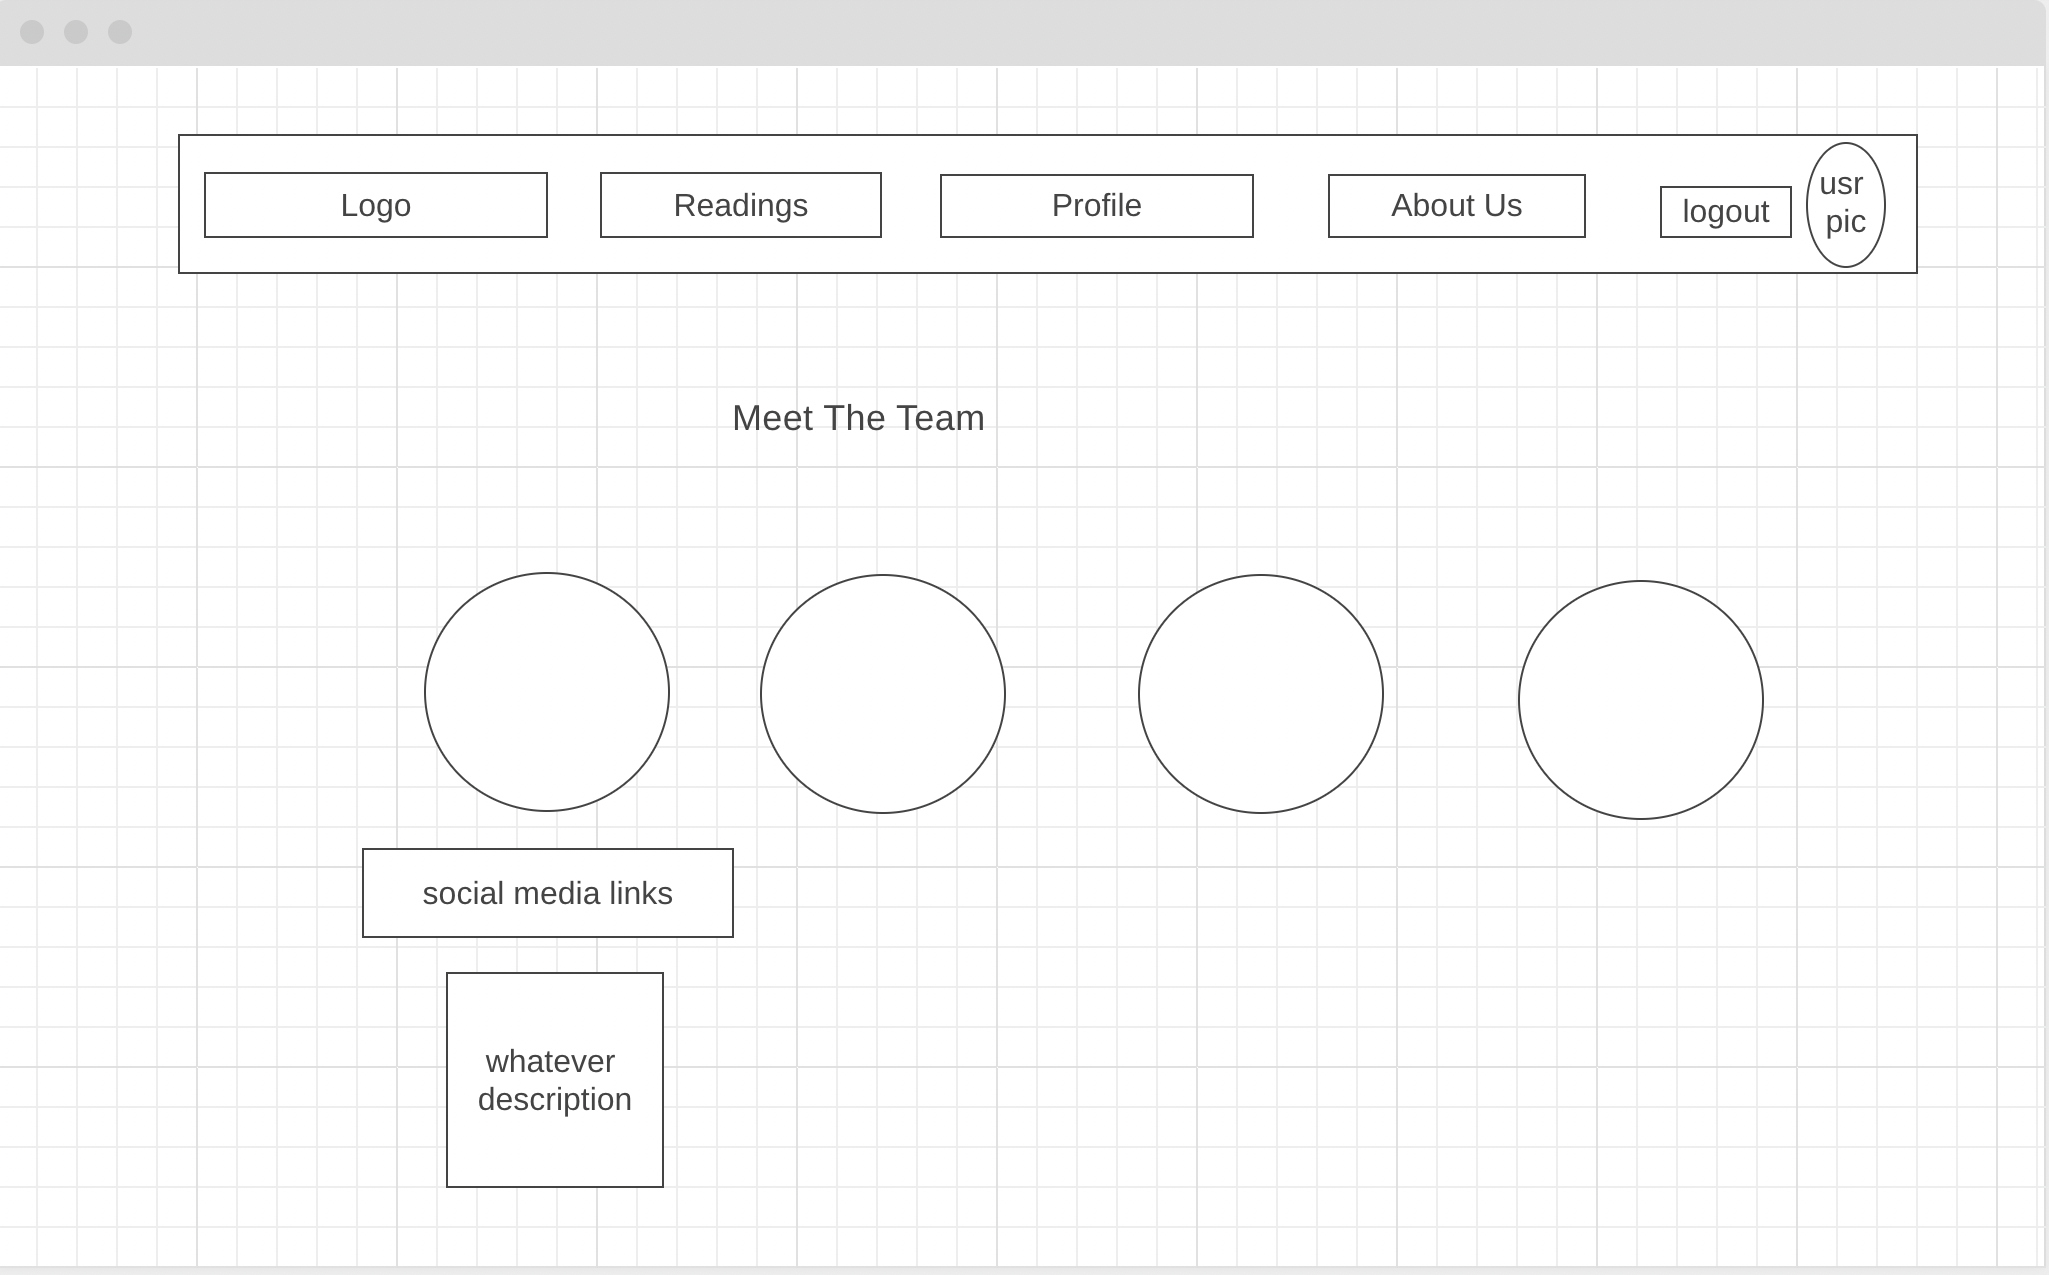 Logo
Readings
Profile
About Us
logout
usr
pic
Meet The Team
social media links
whatever
description